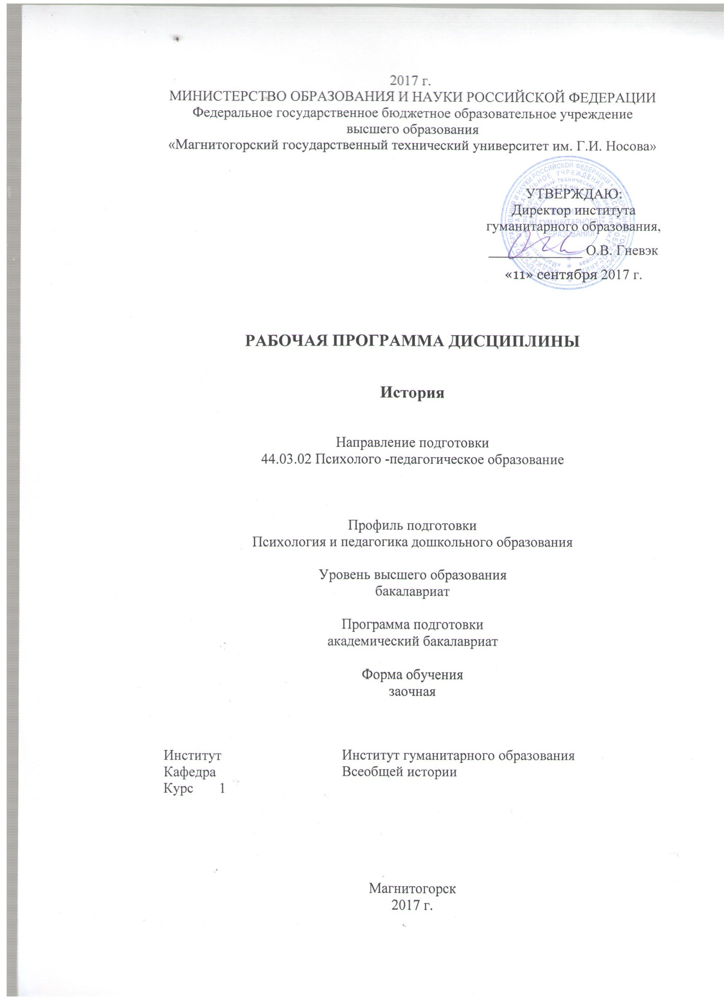 2017 г.
МИНИСТЕРСТВО ОБРАЗОВАНИЯ И НАУКИ РОССИЙСКОЙ ФЕДЕРАЦИИ
Федеральное государственное бюджетное образовательное учреждение
высшего образования
«Магнитогорский государственный технический университет им. Г.И. Носова»
УТВЕРЖДАЮ:
Директор института
гуманитарного образования,
О.В. Гневэк
«11» сентября 2017 г.
ГУМАНИТАРНОГО
ОБРАЗОВАНИЯ
РАБОЧАЯ ПРОГРАММА ДИСЦИПЛИНЫ
История
Направление подготовки
44.03.02 Психолого -педагогическое образование
Профиль подготовки
Психология и педагогика дошкольного образования
Уровень высшего образования
бакалавриат
Программа подготовки
академический бакалавриат
Форма обучения
заочная
Институт Институт гуманитарного образования
Кафедра Всеобщей истории
Курс 1
Магнитогорск
2017 г.